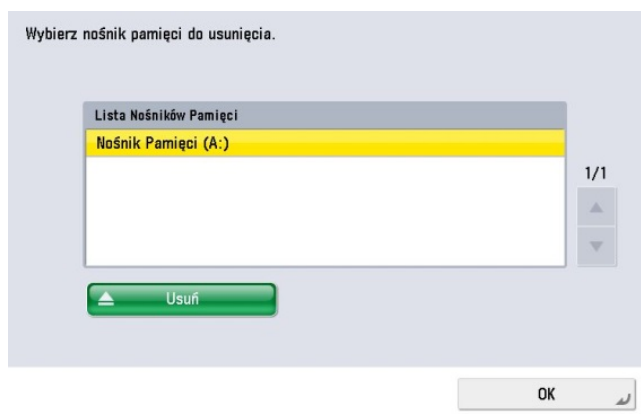 Wybierz nośnik pamięci do usunięcia.
Lista Nośników Pamięci
Nośnik Pamięci (A:)
1/1
Usuń
OK